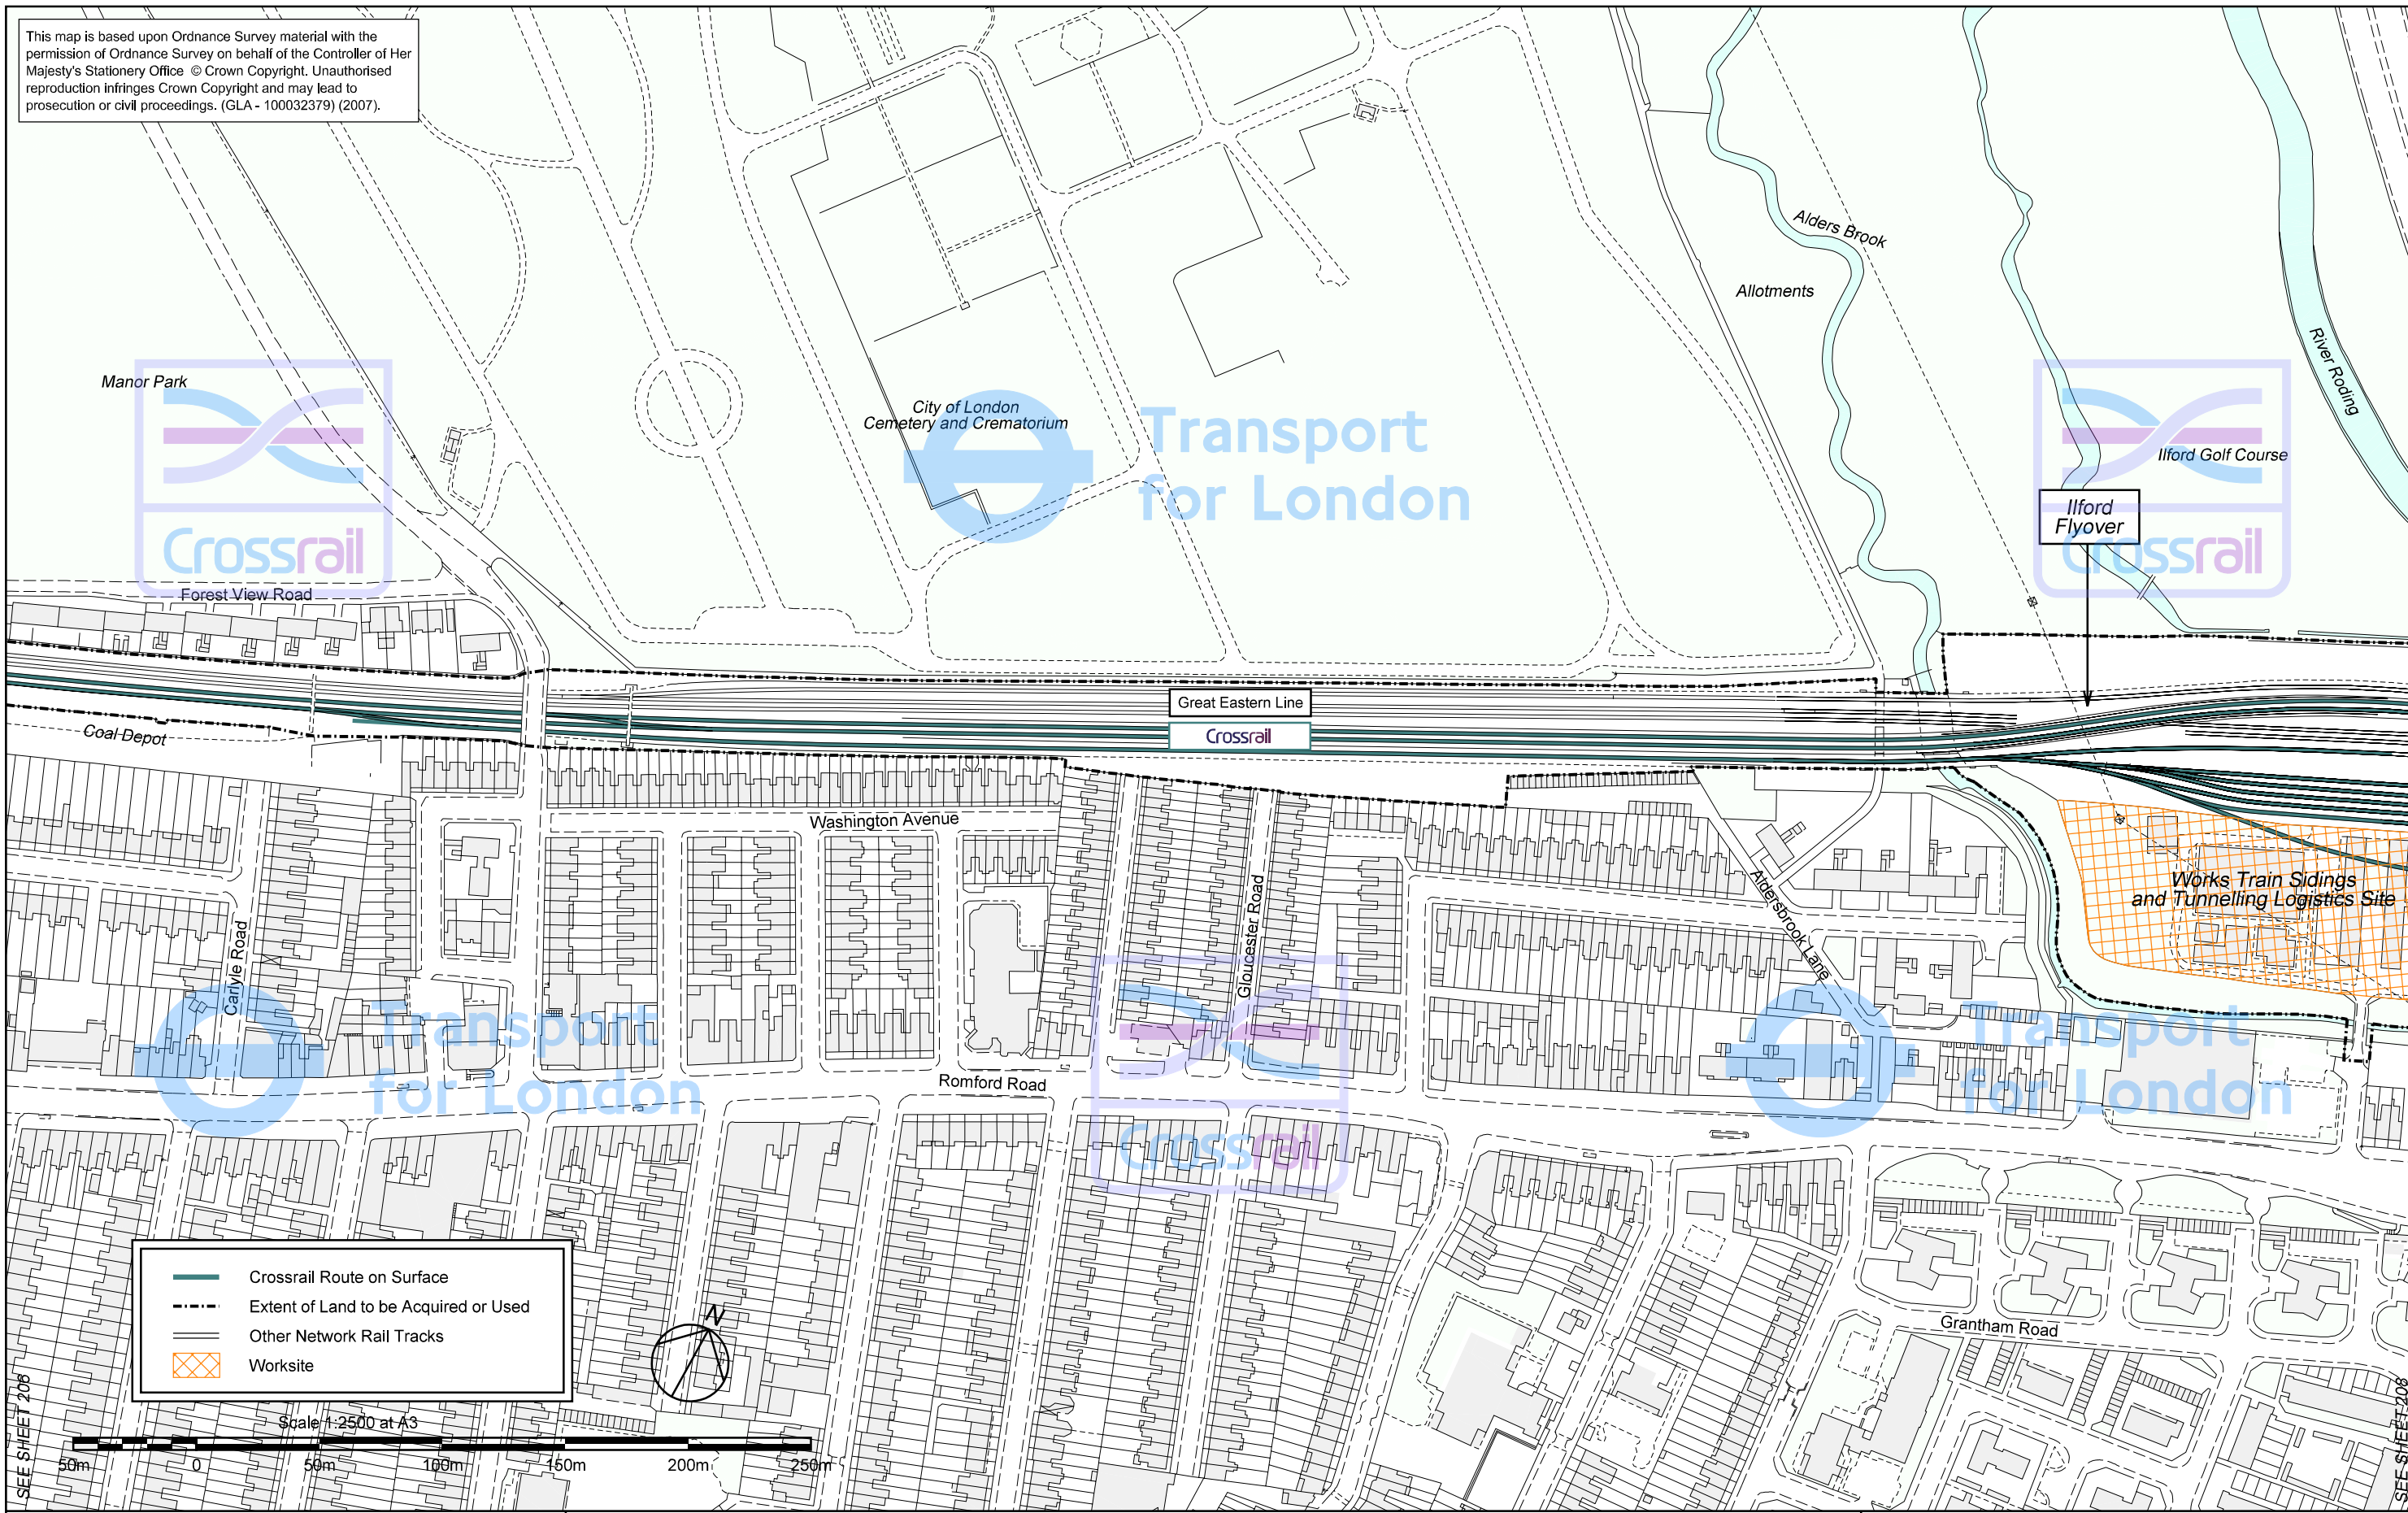 This map is based upon Ordnance Survey material with the
permission of Ordnance Survey on behalf of the Controller of Her
Majesty's Stationery Office © Crown Copyright. Unauthorised
reproduction infringes Crown Copyright and may lead to
prosecution or civil proceedings. (GLA - 100032379) (2007).
Alders Brook
Allotments
River Roding
Manor Park
City of London
Cemetery and Crematorium
Transport
for London
Ilford Golf Course
Ilford
Flyover
Crossrail
Crossrail
Forest View Road
Great Eastern Line
Crossrail
Coal Depot
Washington Avenue
Carlyle Road
Gloucester Road
Aldersbrook Lane
Works Train Sidings
and Tunnelling Logistics Site
Transport
for London
Romford Road
Crossrail
Transport
for London
Grantham Road
Crossrail Route on Surface
Extent of Land to be Acquired or Used
Other Network Rail Tracks
Worksite
N
Scale 1:2500 at A3
50m
0
50m
100m
150m
200m
250m
SEE SHEET 206
SEE SHEET 208